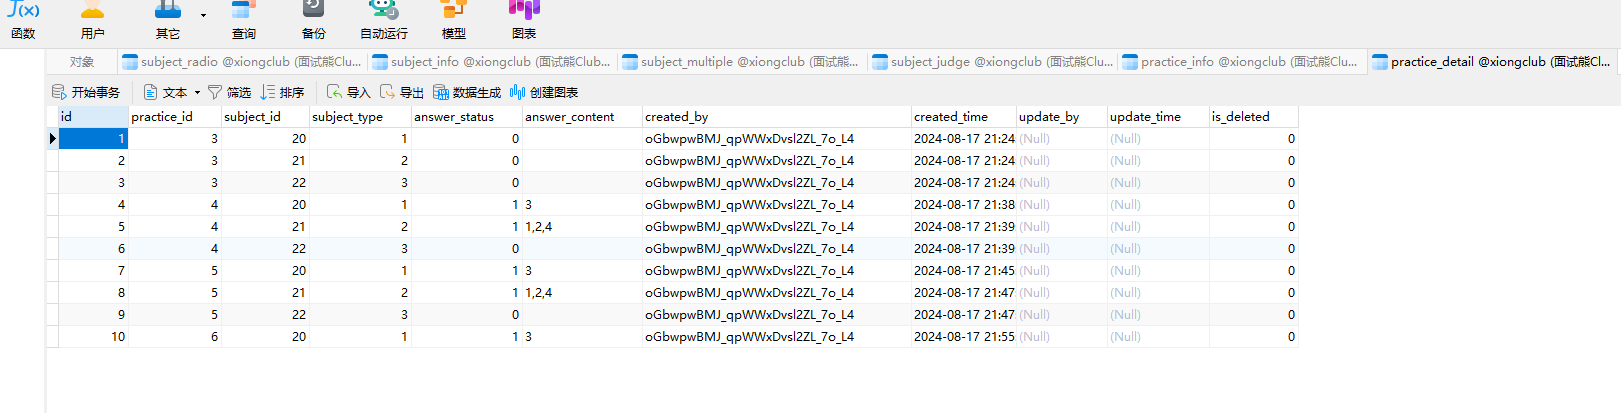 f(x)
函数 用户 其它 查询 备份 自动运行 模型 图表
对象 subject_radio @xiongclub (面试熊Clu... subject_info @xiongclub (面试熊Club... subject_multiple @xiongclub (面试熊... subject_judge @xiongclub (面试熊Clu... practice_info @xiongclub (面试熊Clu... practice_detail @xiongclub (面试熊Clu...
开始事务 文本 筛选 排序 导入 导出 数据生成 创建图表
id practice_id subject_id subject_type answer_status answer_content created_by created_time update_by update_time is_deleted
1 3 20 1 0 oGbwpwBMJ_qpWWxDvsl2ZL_7o_L4 2024-08-17 21:24 (Null) (Null) 0
2 3 21 2 0 oGbwpwBMJ_qpWWxDvsl2ZL_7o_L4 2024-08-17 21:24 (Null) (Null) 0
3 3 22 3 0 oGbwpwBMJ_qpWWxDvsl2ZL_7o_L4 2024-08-17 21:24 (Null) (Null) 0
4 4 20 1 1 3 oGbwpwBMJ_qpWWxDvsl2ZL_7o_L4 2024-08-17 21:38 (Null) (Null) 0
5 4 21 2 1 1,2,4 oGbwpwBMJ_qpWWxDvsl2ZL_7o_L4 2024-08-17 21:39 (Null) (Null) 0
6 4 22 3 0 oGbwpwBMJ_qpWWxDvsl2ZL_7o_L4 2024-08-17 21:39 (Null) (Null) 0
7 5 20 1 1 3 oGbwpwBMJ_qpWWxDvsl2ZL_7o_L4 2024-08-17 21:45 (Null) (Null) 0
8 5 21 2 1 1,2,4 oGbwpwBMJ_qpWWxDvsl2ZL_7o_L4 2024-08-17 21:47 (Null) (Null) 0
9 5 22 3 0 oGbwpwBMJ_qpWWxDvsl2ZL_7o_L4 2024-08-17 21:47 (Null) (Null) 0
10 6 20 1 1 3 oGbwpwBMJ_qpWWxDvsl2ZL_7o_L4 2024-08-17 21:55 (Null) (Null) 0